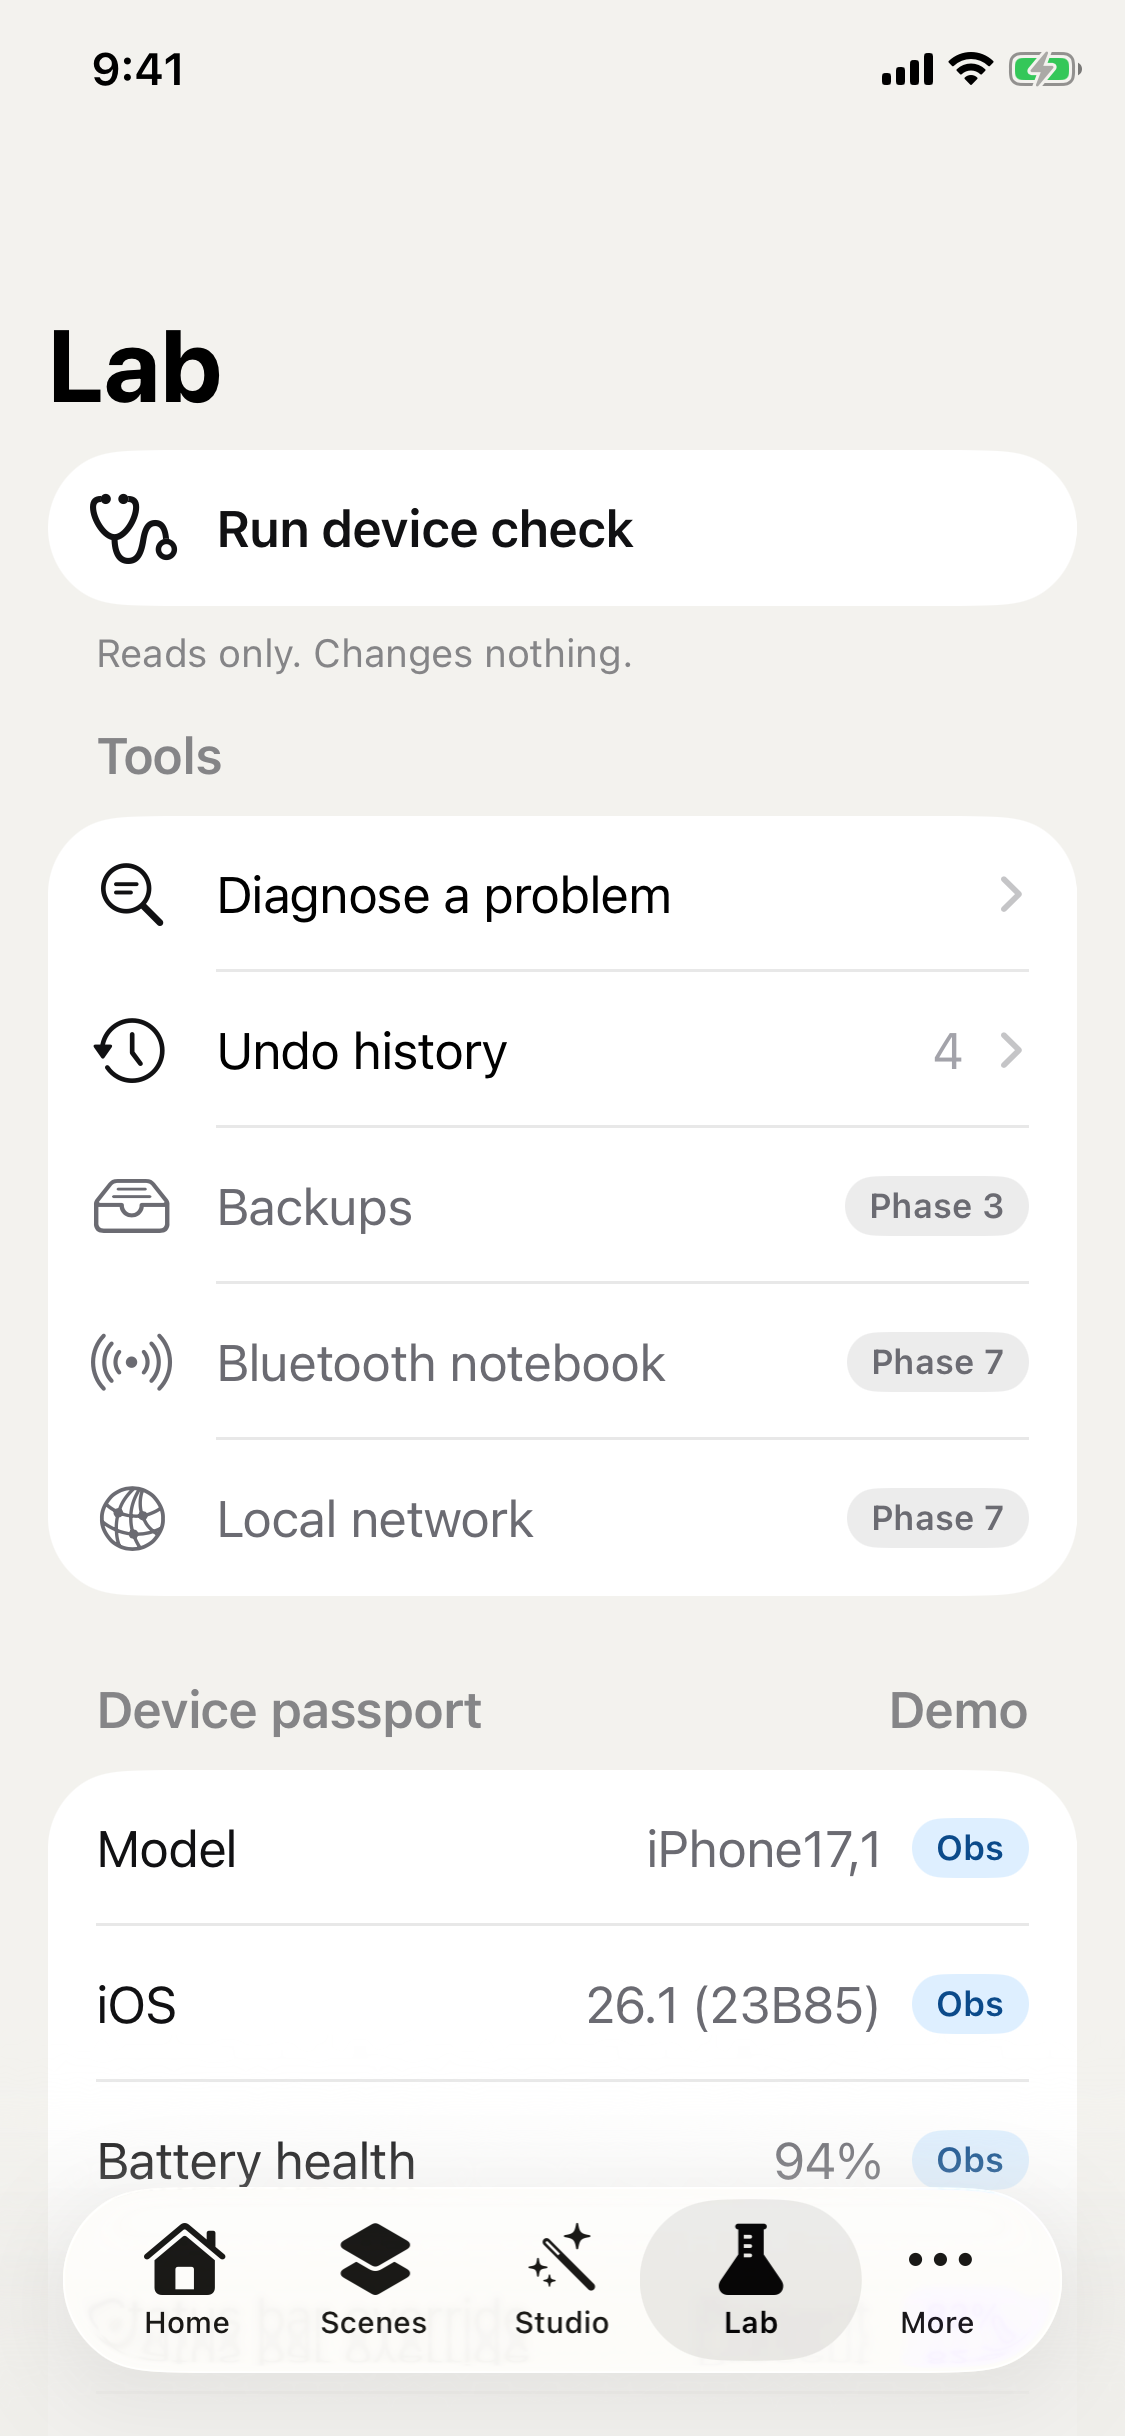 9:41
Lab
Run device check
Reads only. Changes nothing.
Tools
Diagnose a problem
Undo history 4
Backups Phase 3
Bluetooth notebook Phase 7
Local network Phase 7
Device passport Demo
Model iPhone17,1 Obs
iOS 26.1 (23B85) Obs
Battery health 94% Obs
Home Scenes Studio Lab More